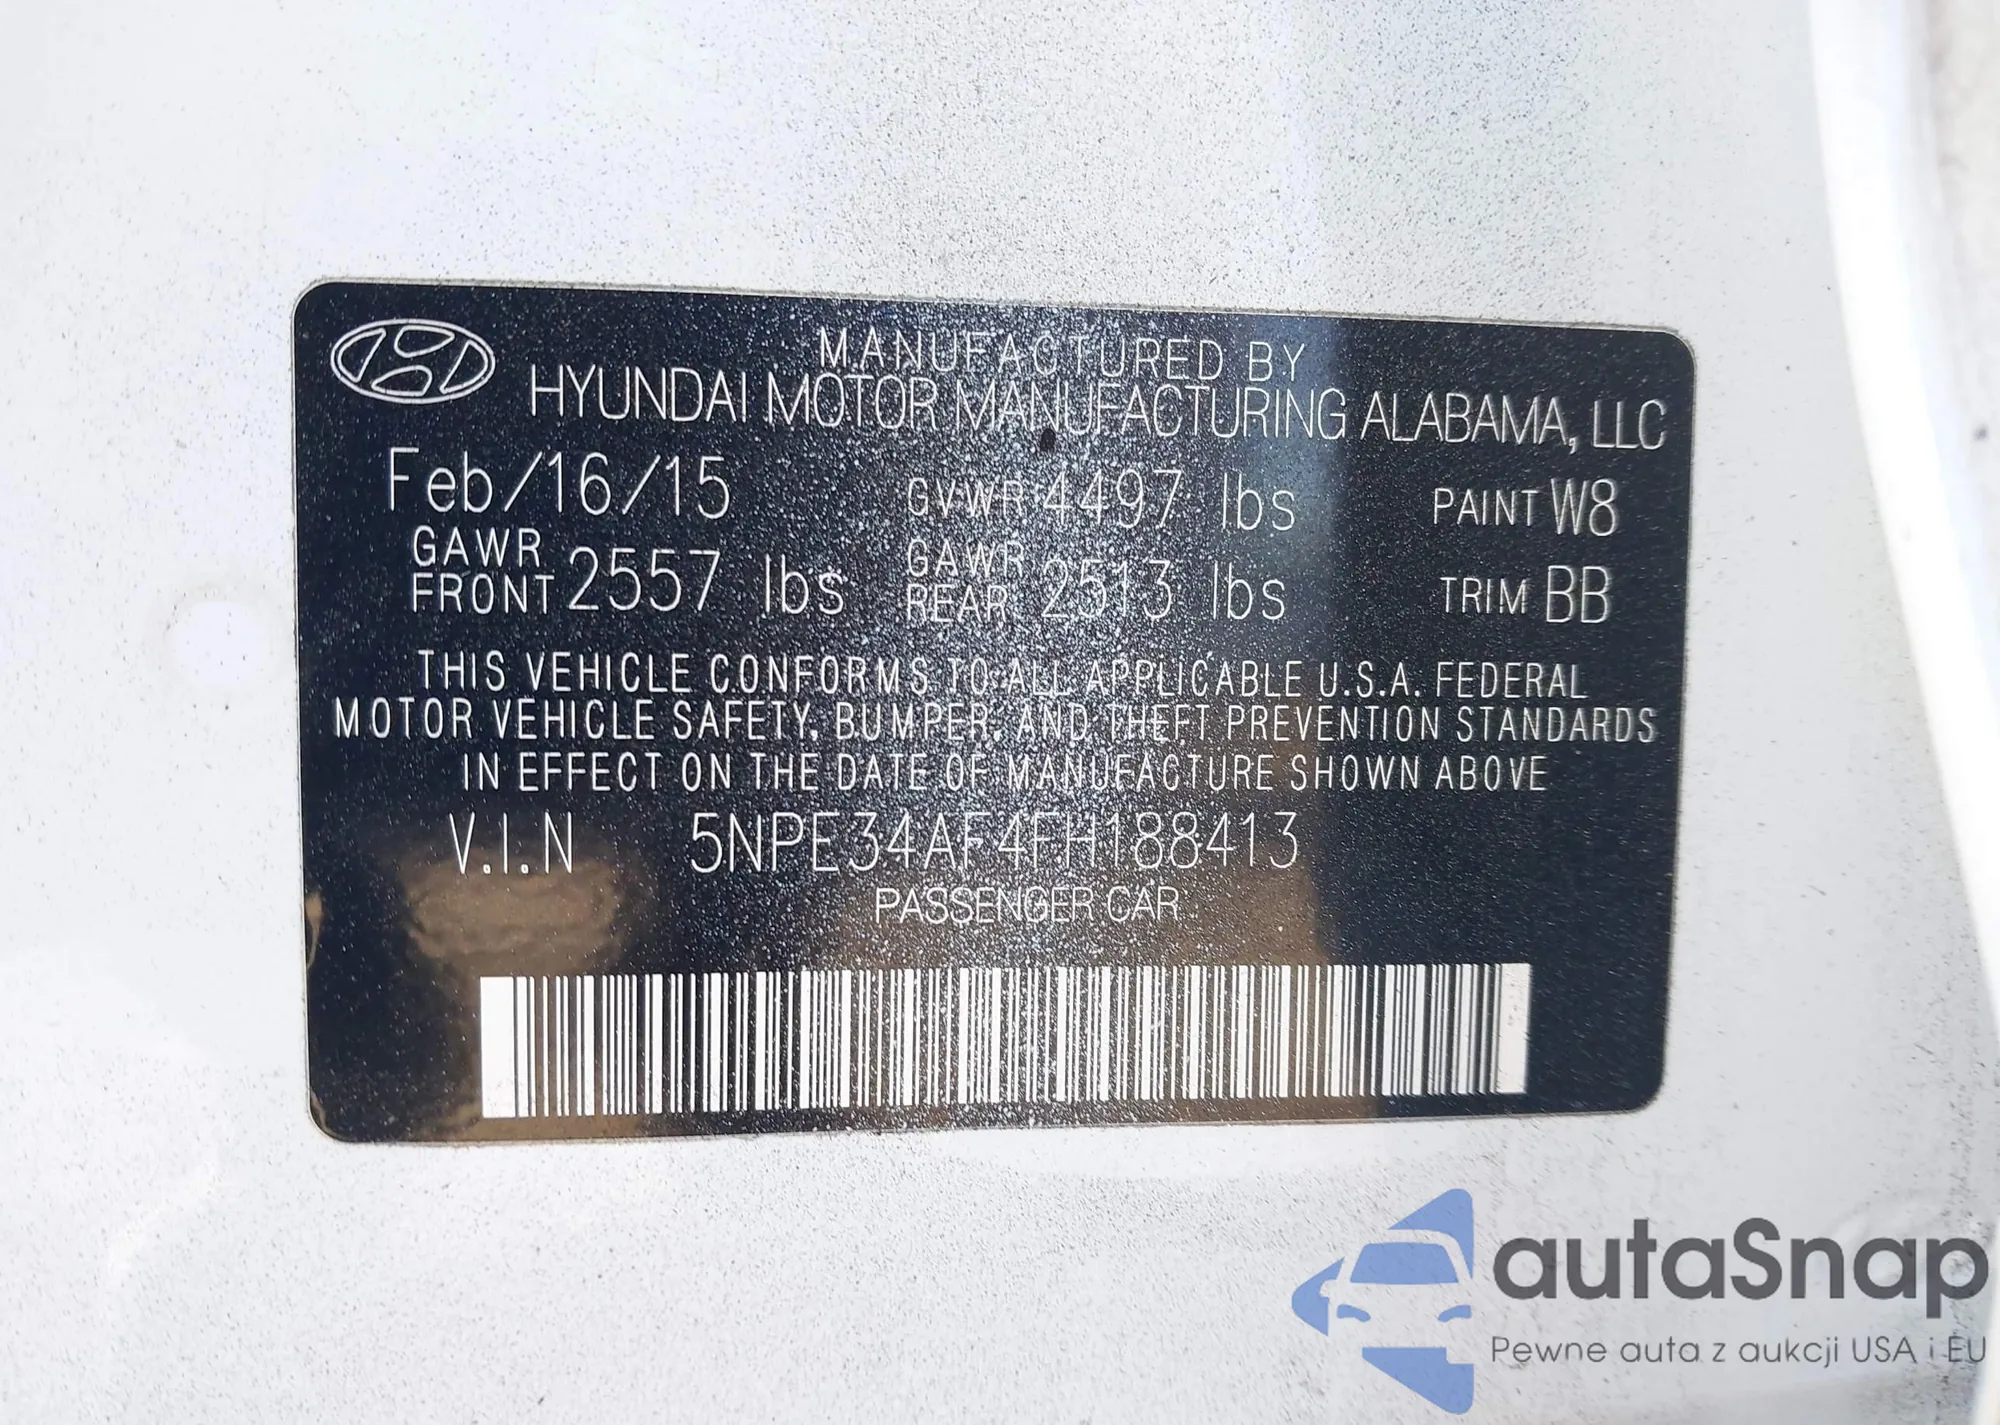 MANUFACTURED BY
HYUNDAI MOTOR MANUFACTURING ALABAMA, LLC
Feb/16/15 GVWR 4497 lbs PAINT W8
GAWR FRONT 2557 lbs GAWR REAR 2513 lbs TRIM BB
THIS VEHICLE CONFORMS TO ALL APPLICABLE U.S.A. FEDERAL
MOTOR VEHICLE SAFETY, BUMPER, AND THEFT PREVENTION STANDARDS
IN EFFECT ON THE DATE OF MANUFACTURE SHOWN ABOVE
V.I.N 5NPE34AF4FH188413
PASSENGER CAR
autaSnap
Pewne auta z aukcji USA i EU